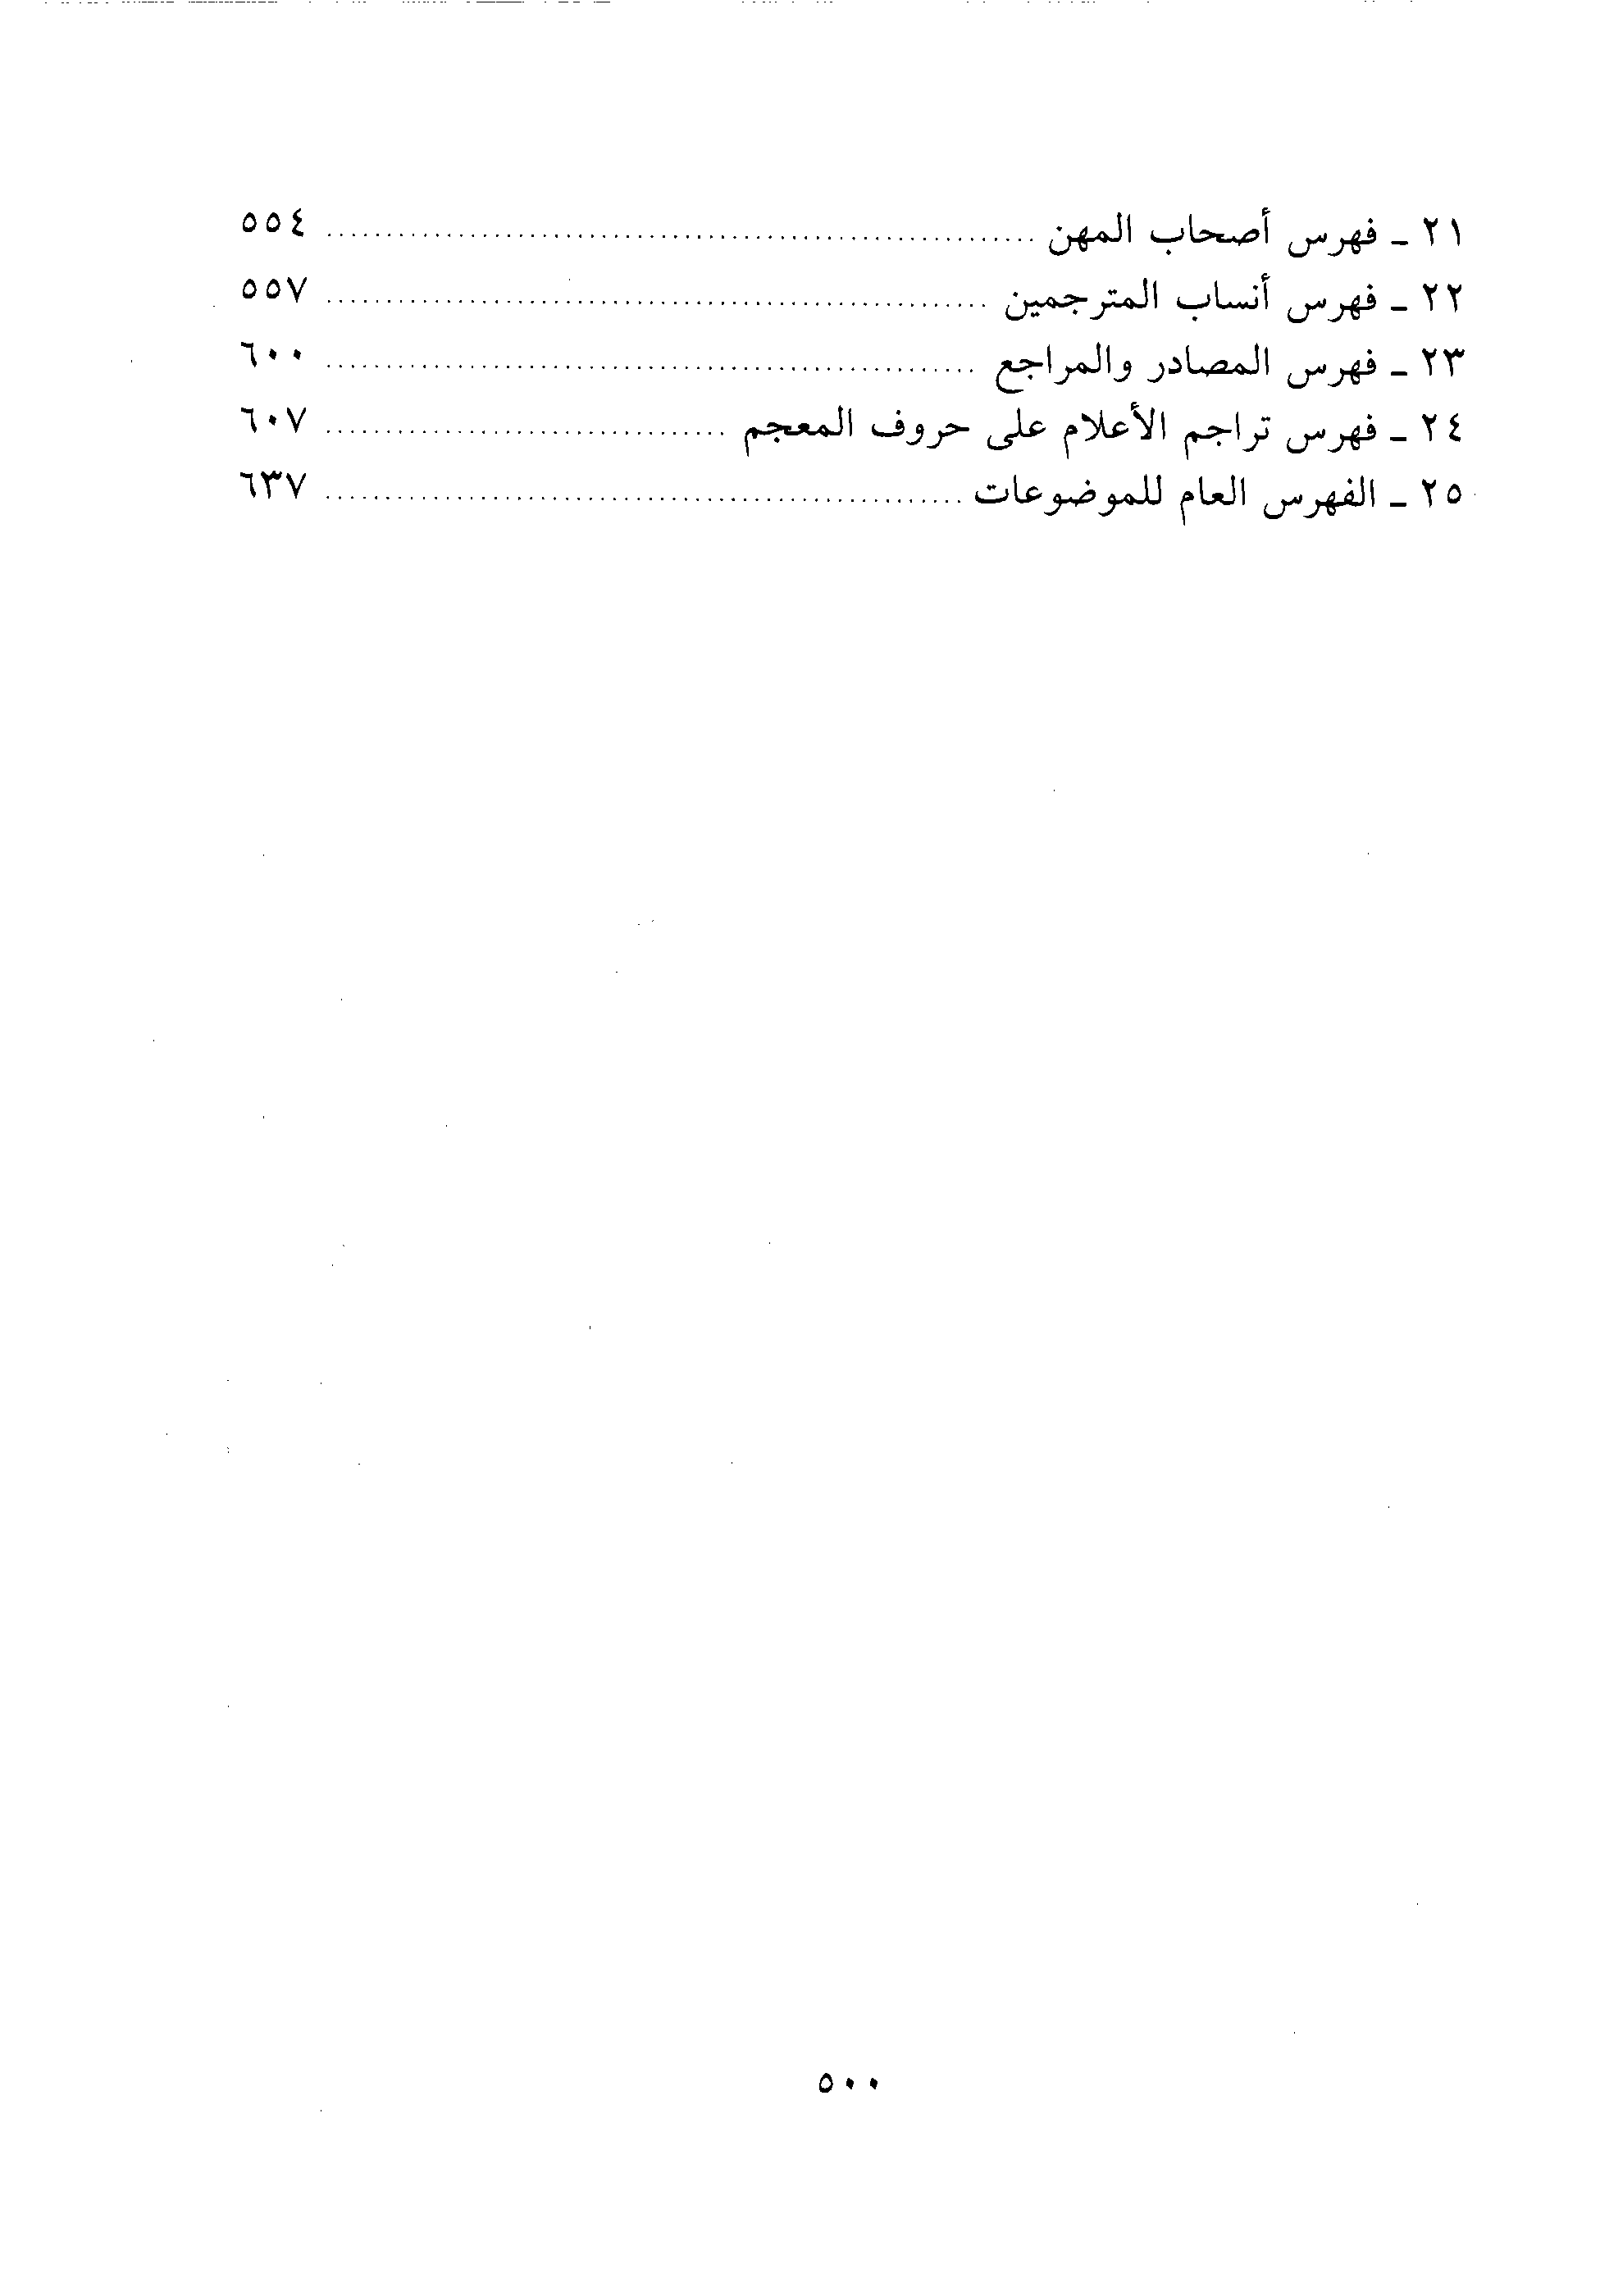 ٢١ ـ فهرس أصحاب المهن ........ ٥٥٤
٢٢ ـ فهرس أنساب المترجمين ........ ٥٥٧
٢٣ ـ فهرس المصادر والمراجع ........ ٦٠٠
٢٤ ـ فهرس تراجم الأعلام على حروف المعجم ........ ٦٠٧
٢٥ ـ الفهرس العام للموضوعات ........ ٦٣٧
٥٠٠